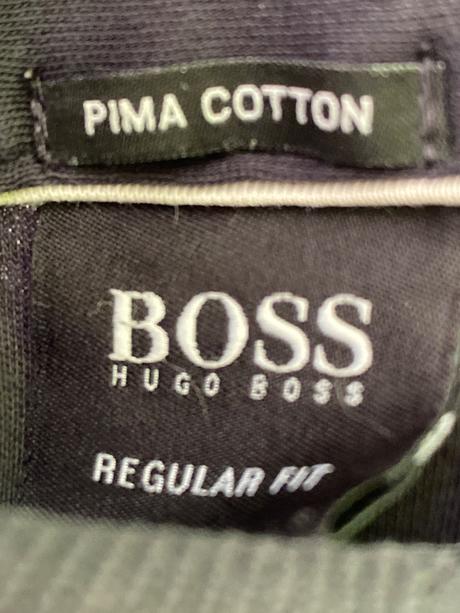 PIMA COTTON
BOSS
HUGO BOSS
REGULAR FIT